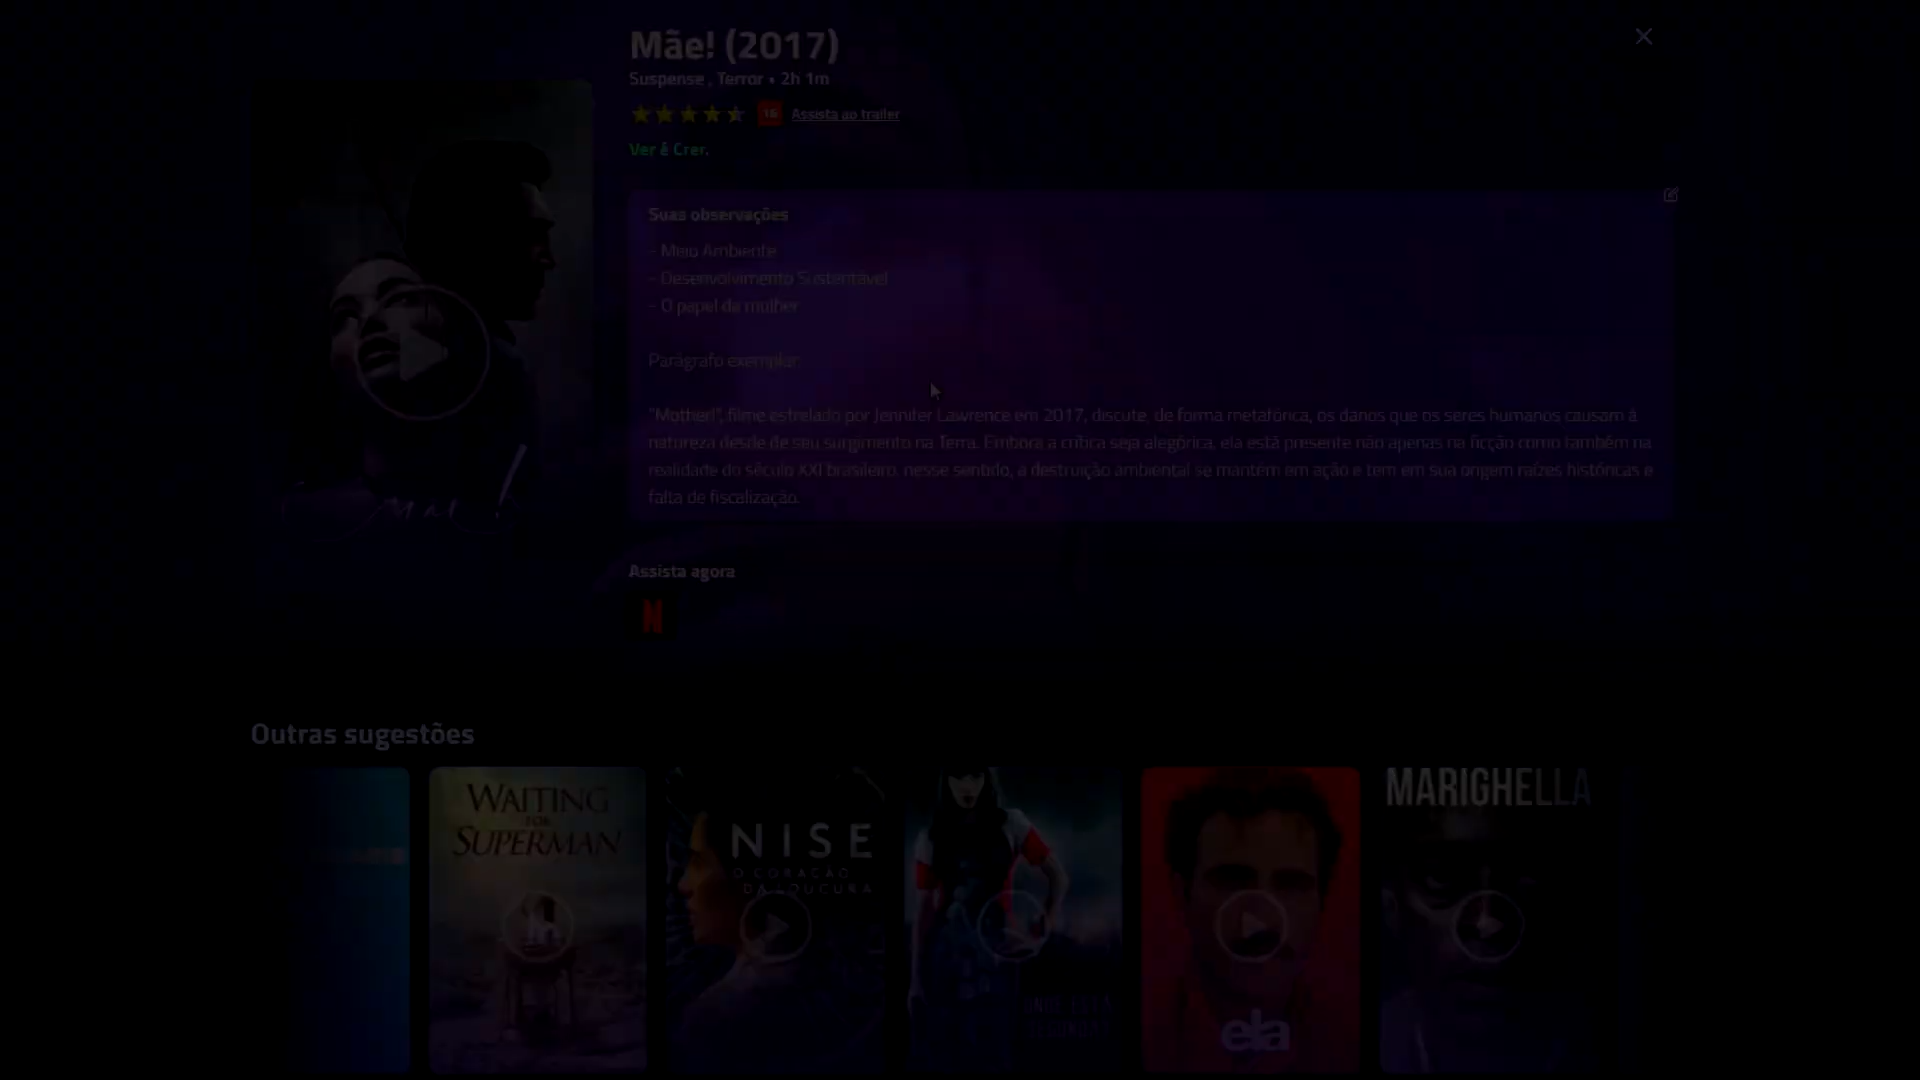 Mãe! (2017)
Suspense , Terror • 2h 1m
16 Assista ao trailer
Ver é Crer.
Suas observações
- Meio Ambiente
- Desenvolvimento Sustentável
- O papel da mulher
Parágrafo exemplar
"Mother!", filme estrelado por Jennifer Lawrence em 2017, discute, de forma metafórica, os danos que os seres humanos causam à
natureza desde de seu surgimento na Terra. Embora a crítica seja alegórica, ela está presente não apenas na ficção como também na
realidade do século XXI brasileiro. nesse sentido, a destruição ambiental se mantém em ação e tem em sua origem raízes históricas e
falta de fiscalização.
Assista agora
N
Outras sugestões
WAITING
FOR
SUPERMAN
NISE
O CORAÇÃO
DA LOUCURA
ela
MARIGHELLA